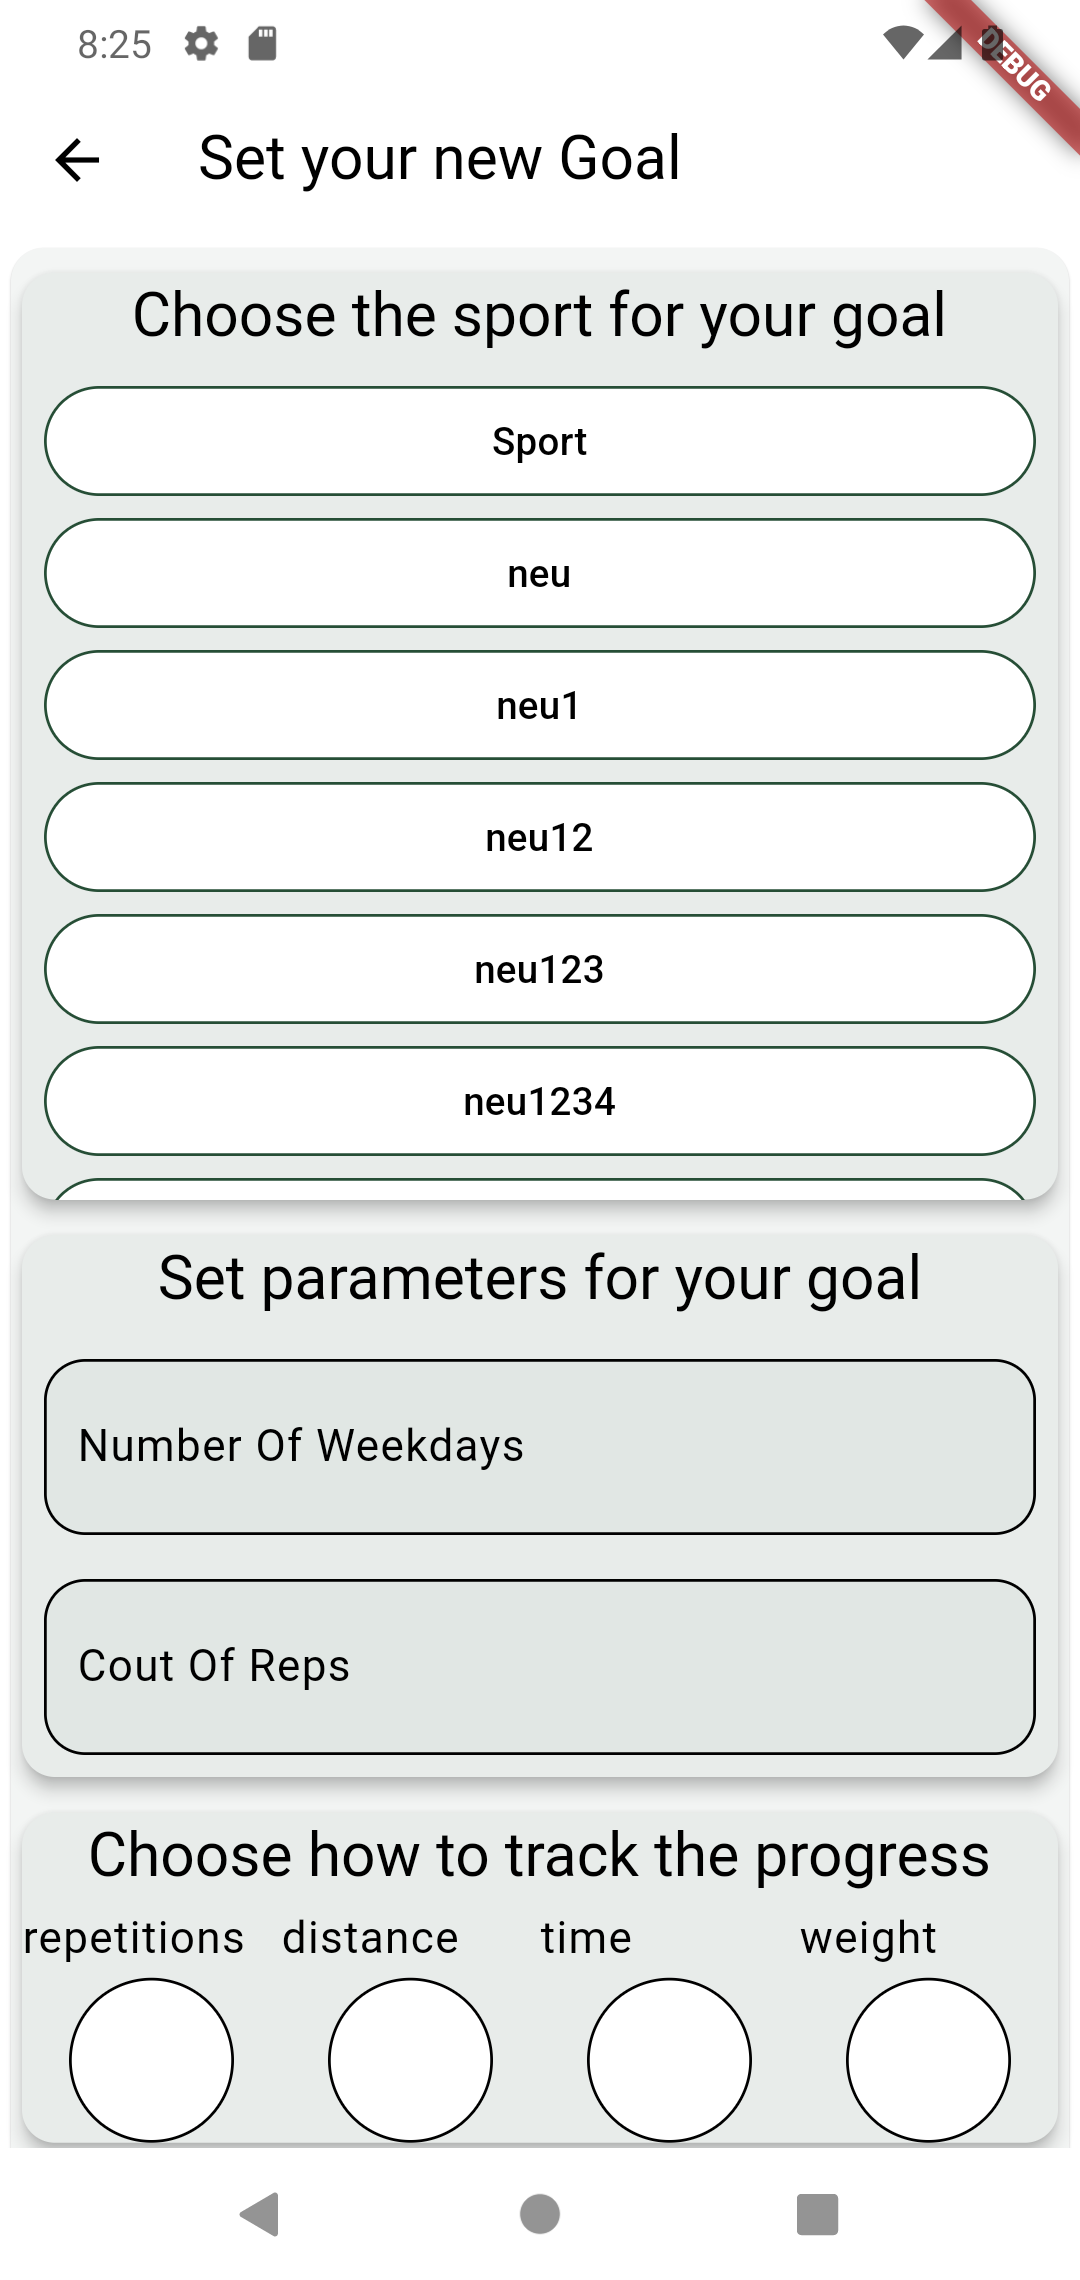 8:25
DEBUG
Set your new Goal
Choose the sport for your goal
Sport
neu
neu1
neu12
neu123
neu1234
Set parameters for your goal
Number Of Weekdays
Cout Of Reps
Choose how to track the progress
repetitions distance time weight